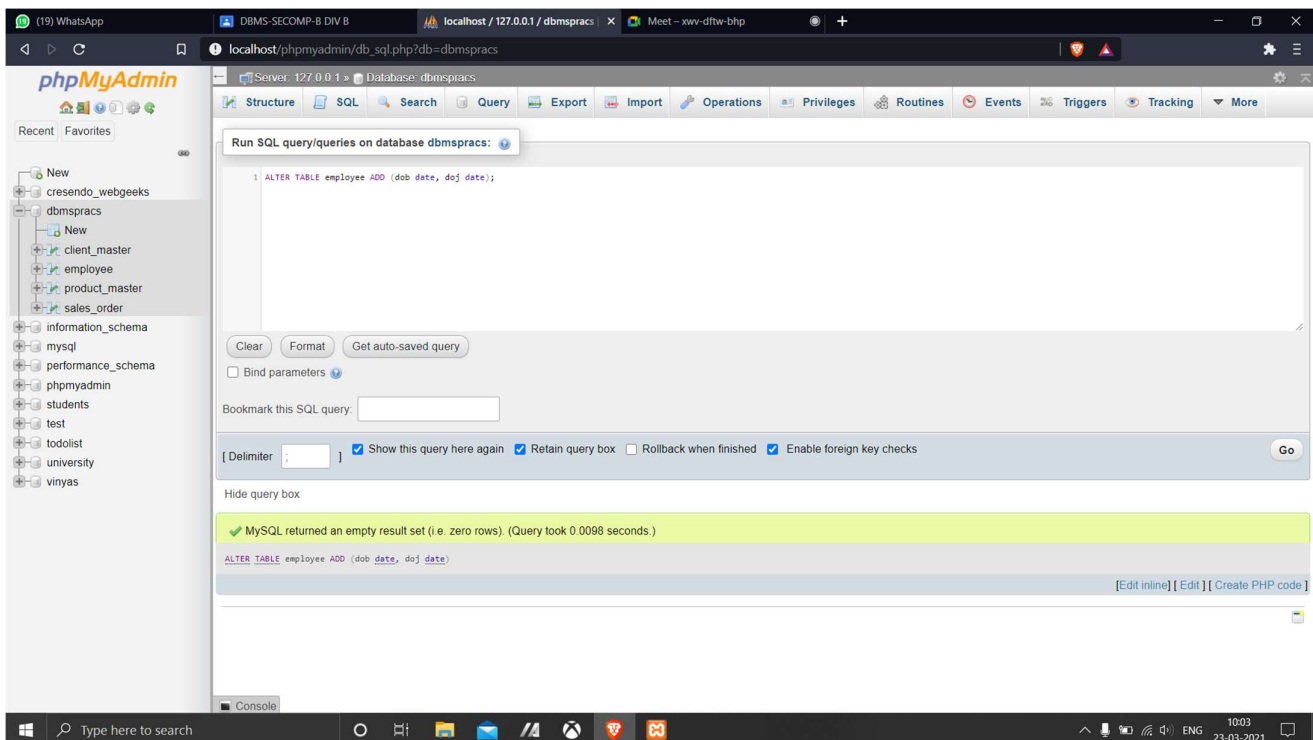 19 (19) WhatsApp
DBMS-SECOMP-B DIV B
localhost / 127.0.0.1 / dbmspracs |
Meet – xwv-dftw-bhp
localhost/phpmyadmin/db_sql.php?db=dbmspracs
phpMyAdmin
Recent Favorites
New
cresendo_webgeeks
dbmspracs
New
client_master
employee
product_master
sales_order
information_schema
mysql
performance_schema
phpmyadmin
students
test
todolist
university
vinyas
Server: 127.0.0.1 » Database: dbmspracs
Structure SQL Search Query Export Import Operations Privileges Routines Events Triggers Tracking More
Run SQL query/queries on database dbmspracs:
1 ALTER TABLE employee ADD (dob date, doj date);
Clear Format Get auto-saved query
Bind parameters
Bookmark this SQL query:
[ Delimiter ; ] Show this query here again Retain query box Rollback when finished Enable foreign key checks Go
Hide query box
MySQL returned an empty result set (i.e. zero rows). (Query took 0.0098 seconds.)
ALTER TABLE employee ADD (dob date, doj date)
[Edit inline] [ Edit ] [ Create PHP code ]
Console
Type here to search
ENG
10:03
23-03-2021